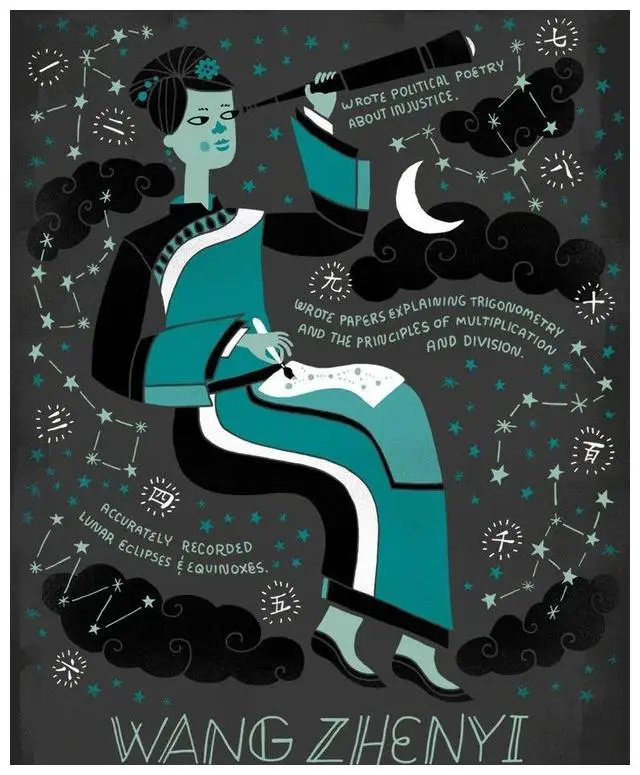 一
二
三
四
五
六
七
八
九
十
百
千
WROTE POLITICAL POETRY
ABOUT INJUSTICE.
WROTE PAPERS EXPLAINING TRIGONOMETRY
AND THE PRINCIPLES OF MULTIPLICATION
AND DIVISION.
ACCURATELY RECORDED
LUNAR ECLIPSES & EQUINOXES.
WANG ZHENYI